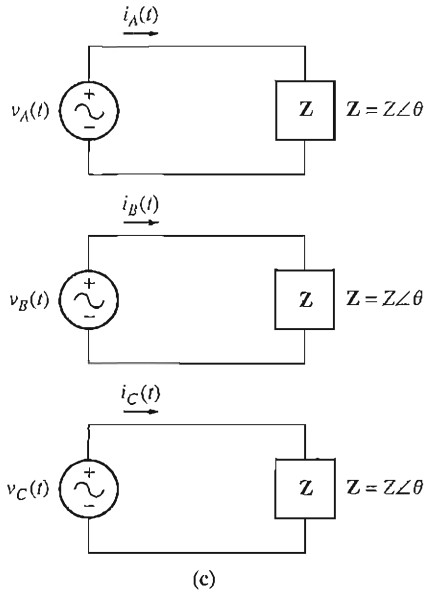 i_A(t)
v_A(t) + − Z Z = Z∠θ
i_B(t)
v_B(t) + − Z Z = Z∠θ
i_C(t)
v_C(t) + − Z Z = Z∠θ
(c)